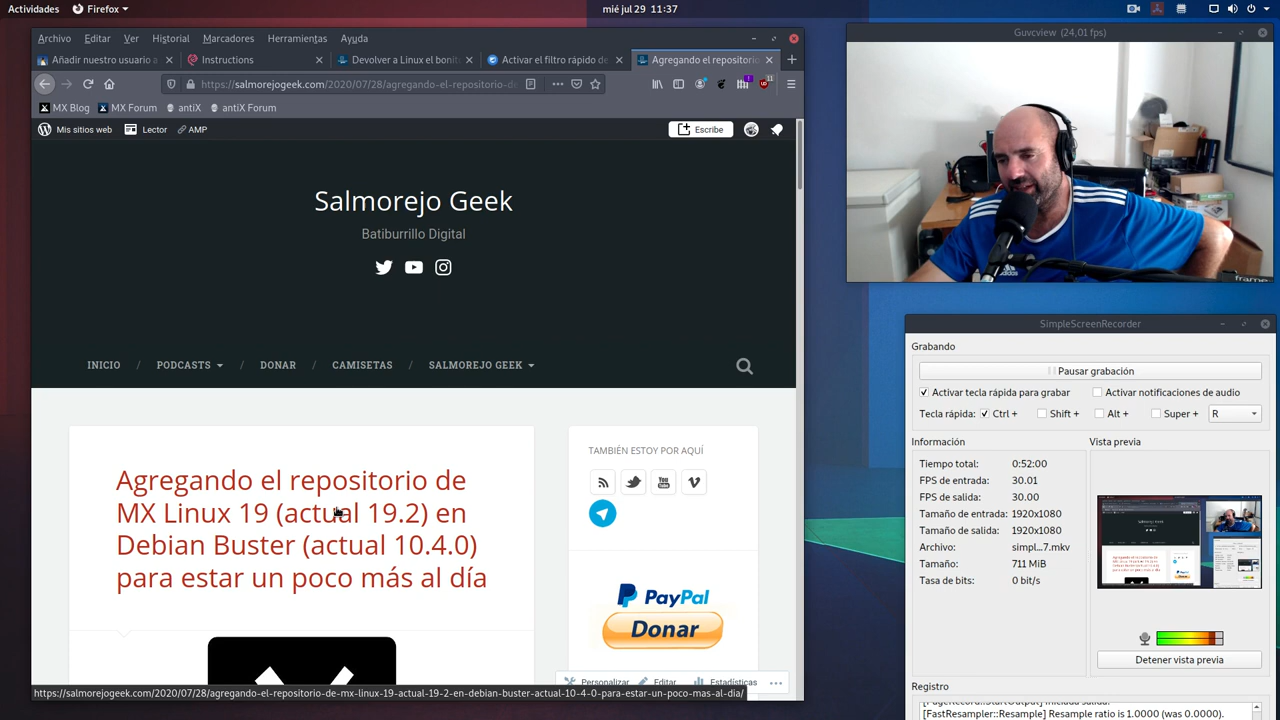 Actividades
Firefox
mié jul 29 11:37
Archivo Editar Ver Historial Marcadores Herramientas Ayuda
Añadir nuestro usuario a
Instructions
Devolver a Linux el bonit
Activar el filtro rápido de
Agregando el repositorio
https://salmorejogeek.com/2020/07/28/agregando-el-repositorio-d
11
MX Blog MX Forum antiX antiX Forum
Mis sitios web Lector AMP
Escribe
Salmorejo Geek
Batiburrillo Digital
INICIO / PODCASTS / DONAR / CAMISETAS / SALMOREJO GEEK
Agregando el repositorio de
MX Linux 19 (actual 19.2) en
Debian Buster (actual 10.4.0)
para estar un poco más al día
TAMBIÉN ESTOY POR AQUÍ
You
Tube
PayPal
Donar
Personalizar Editar Estadísticas
https://salmorejogeek.com/2020/07/28/agregando-el-repositorio-de-mx-linux-19-actual-19-2-en-debian-buster-actual-10-4-0-para-estar-un-poco-mas-al-dia/
Guvcview (24,01 fps)
adidas
SimpleScreenRecorder
Grabando
Pausar grabación
Activar tecla rápida para grabar
Activar notificaciones de audio
Tecla rápida: Ctrl + Shift + Alt + Super + R
Información
Tiempo total: 0:52:00
FPS de entrada: 30.01
FPS de salida: 30.00
Tamaño de entrada: 1920x1080
Tamaño de salida: 1920x1080
Archivo: simpl...7.mkv
Tamaño: 711 MiB
Tasa de bits: 0 bit/s
Vista previa
Detener vista previa
Registro
[PageRecord::StartOutput] Iniciada salida.
[FastResampler::Resample] Resample ratio is 1.0000 (was 0.0000).